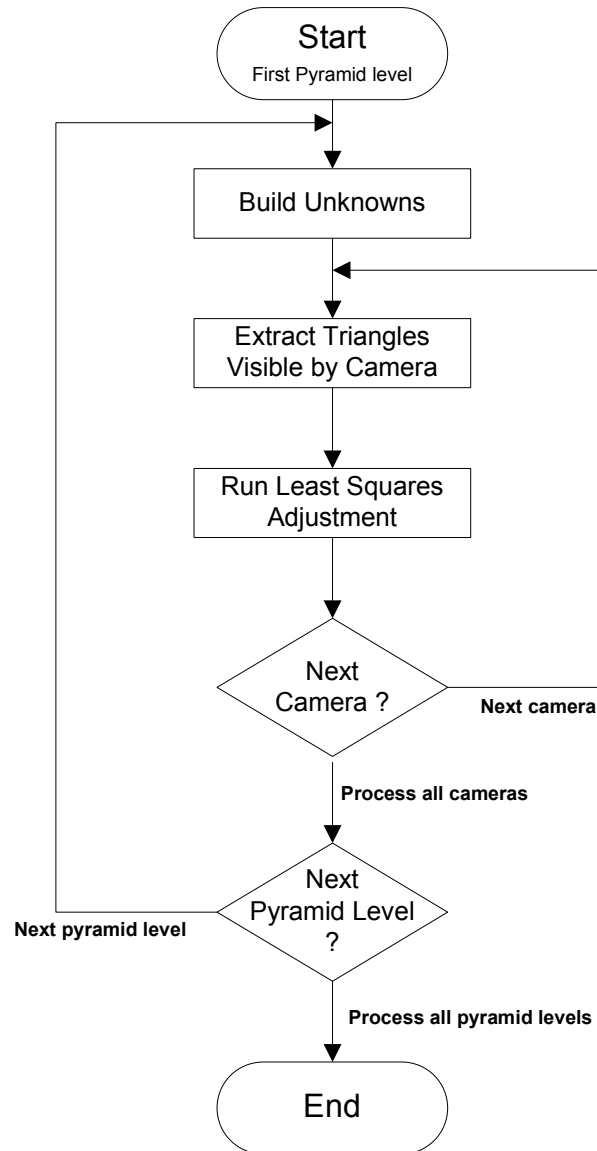 Start
First Pyramid level
Build Unknowns
Extract Triangles
Visible by Camera
Run Least Squares
Adjustment
Next
Camera ?
Next camera
Process all cameras
Next
Pyramid Level
?
Next pyramid level
Process all pyramid levels
End